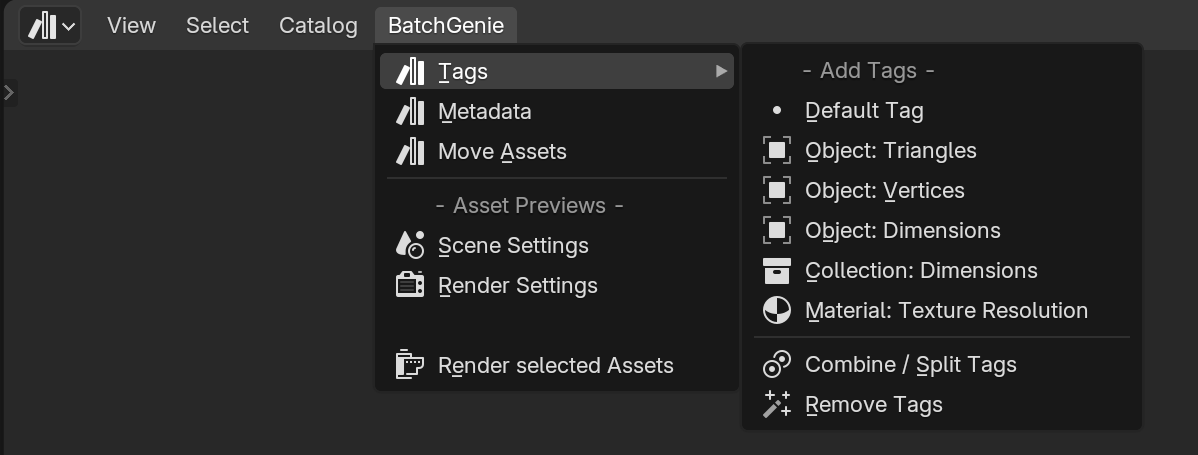 View Select Catalog BatchGenie
Tags
Metadata
Move Assets
- Asset Previews -
Scene Settings
Render Settings
Render selected Assets
- Add Tags -
Default Tag
Object: Triangles
Object: Vertices
Object: Dimensions
Collection: Dimensions
Material: Texture Resolution
Combine / Split Tags
Remove Tags